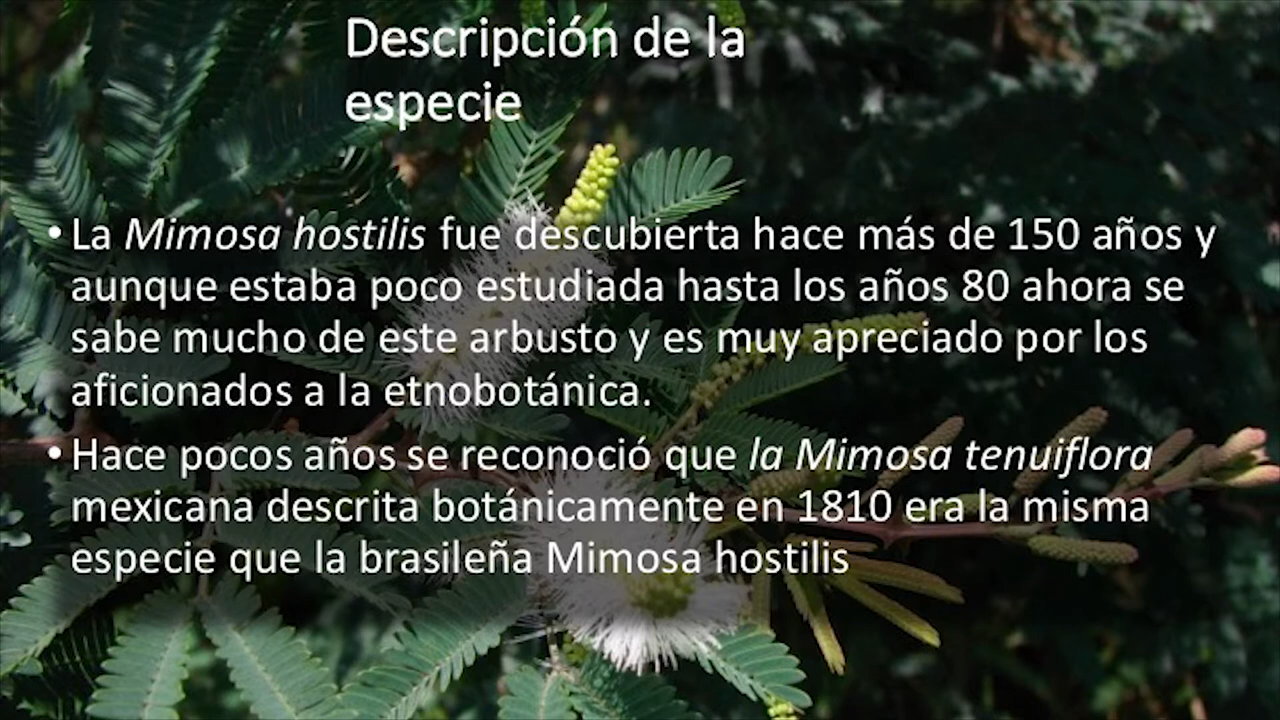 Descripción de la
especie
• La Mimosa hostilis fue descubierta hace más de 150 años y
aunque estaba poco estudiada hasta los años 80 ahora se
sabe mucho de este arbusto y es muy apreciado por los
aficionados a la etnobotánica.
• Hace pocos años se reconoció que la Mimosa tenuiflora
mexicana descrita botánicamente en 1810 era la misma
especie que la brasileña Mimosa hostilis